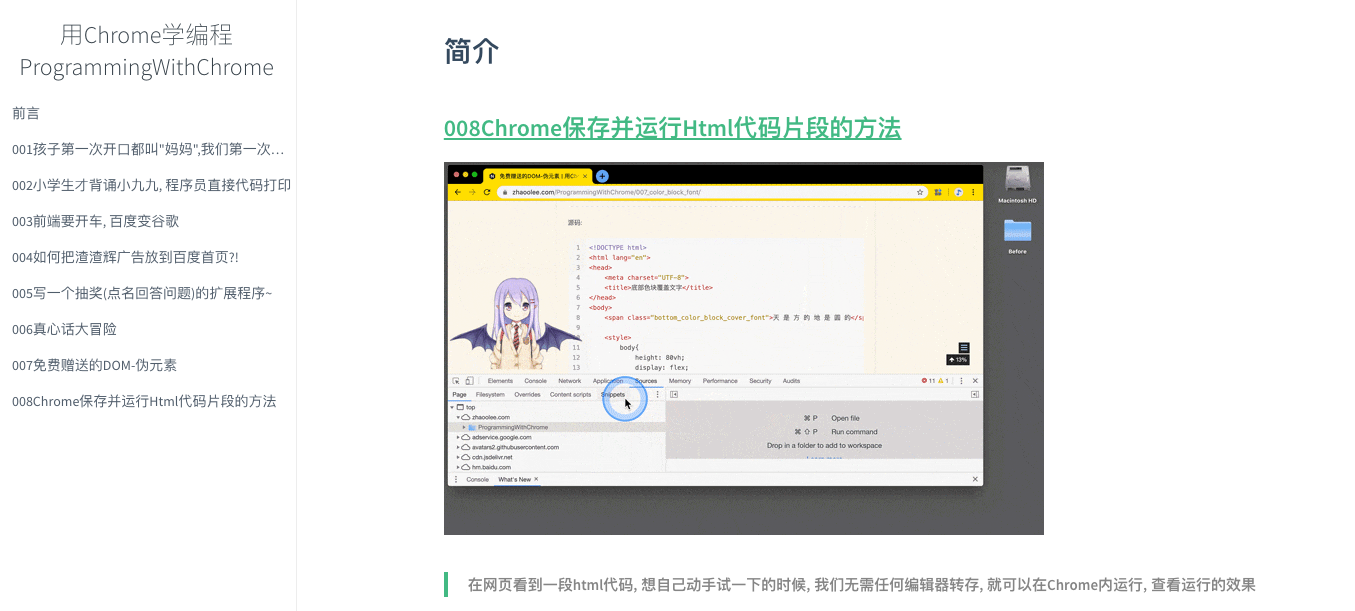 用Chrome学编程
ProgrammingWithChrome
前言
001孩子第一次开口都叫"妈妈",我们第一次…
002小学生才背诵小九九, 程序员直接代码打印
003前端要开车, 百度变谷歌
004如何把渣渣辉广告放到百度首页?!
005写一个抽奖(点名回答问题)的扩展程序~
006真心话大冒险
007免费赠送的DOM-伪元素
008Chrome保存并运行Html代码片段的方法
简介
008Chrome保存并运行Html代码片段的方法
免费赠送的DOM-伪元素 | 用C
zhaoolee.com/ProgrammingWithChrome/007_color_block_font/
Macintosh HD
Before
源码:
1 <!DOCTYPE html>
2 <html lang="en">
3 <head>
4 <meta charset="UTF-8">
5 <title>底部色块覆盖文字</title>
6 </head>
7 <body>
8 <span class="bottom_color_block_cover_font">天 是 方 的 地 是 圆 的</s
9
<style>
11 body{
12 height: 80vh;
13 display: flex;
13%
Elements Console Network Application Sources Memory Performance Security Audits 11 1
Page Filesystem Overrides Content scripts Snippets
top
zhaoolee.com
ProgrammingWithChrome
adservice.google.com
avatars2.githubusercontent.com
cdn.jsdelivr.net
hm.baidu.com
⌘ P Open file
⌘ ⇧ P Run command
Drop in a folder to add to workspace
Console What's New
在网页看到一段html代码, 想自己动手试一下的时候, 我们无需任何编辑器转存, 就可以在Chrome内运行, 查看运行的效果